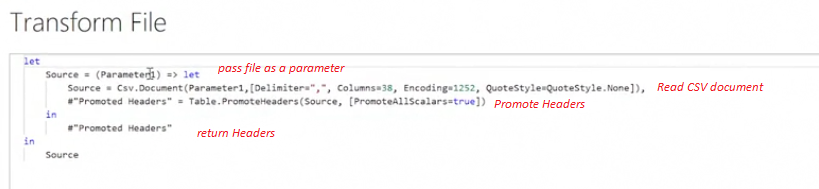 Transform File
let
Source = (Parameter1) => let pass file as a parameter
Source = Csv.Document(Parameter1,[Delimiter=",", Columns=38, Encoding=1252, QuoteStyle=QuoteStyle.None]), Read CSV document
#"Promoted Headers" = Table.PromoteHeaders(Source, [PromoteAllScalars=true]) Promote Headers
in
#"Promoted Headers" return Headers
in
Source